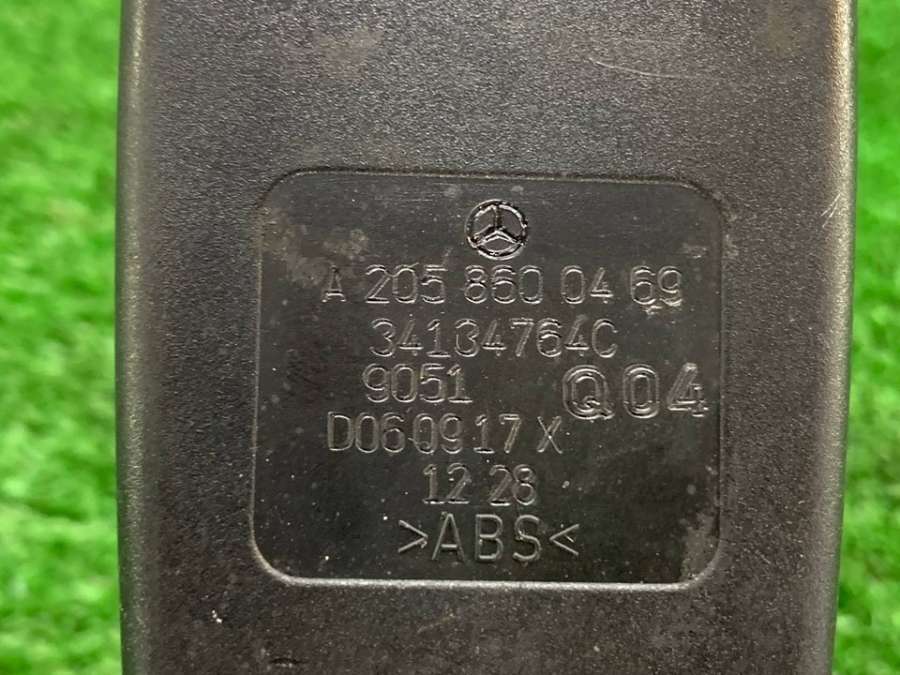 A 205 860 04 69
34134764C
9051
Q04
D060917 X
12 28
>ABS<